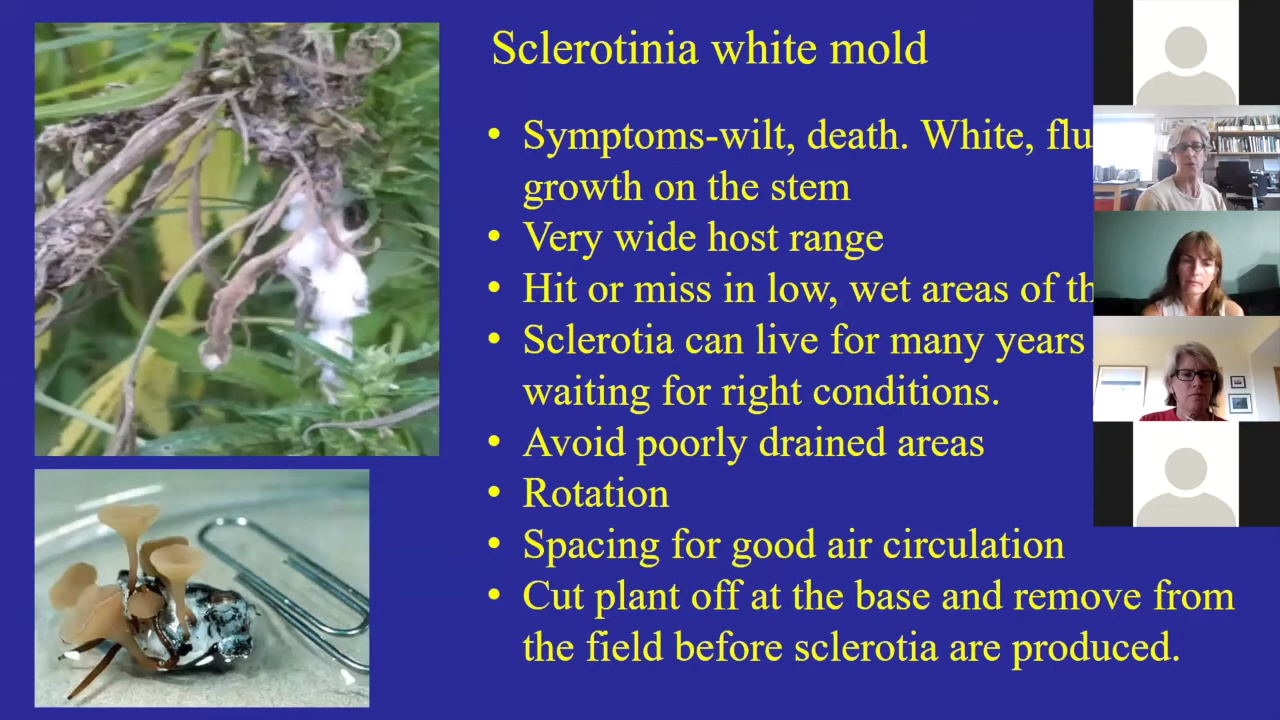 Sclerotinia white mold
• Symptoms-wilt, death. White, flu
growth on the stem
• Very wide host range
• Hit or miss in low, wet areas of th
• Sclerotia can live for many years
waiting for right conditions.
• Avoid poorly drained areas
• Rotation
• Spacing for good air circulation
• Cut plant off at the base and remove from
the field before sclerotia are produced.